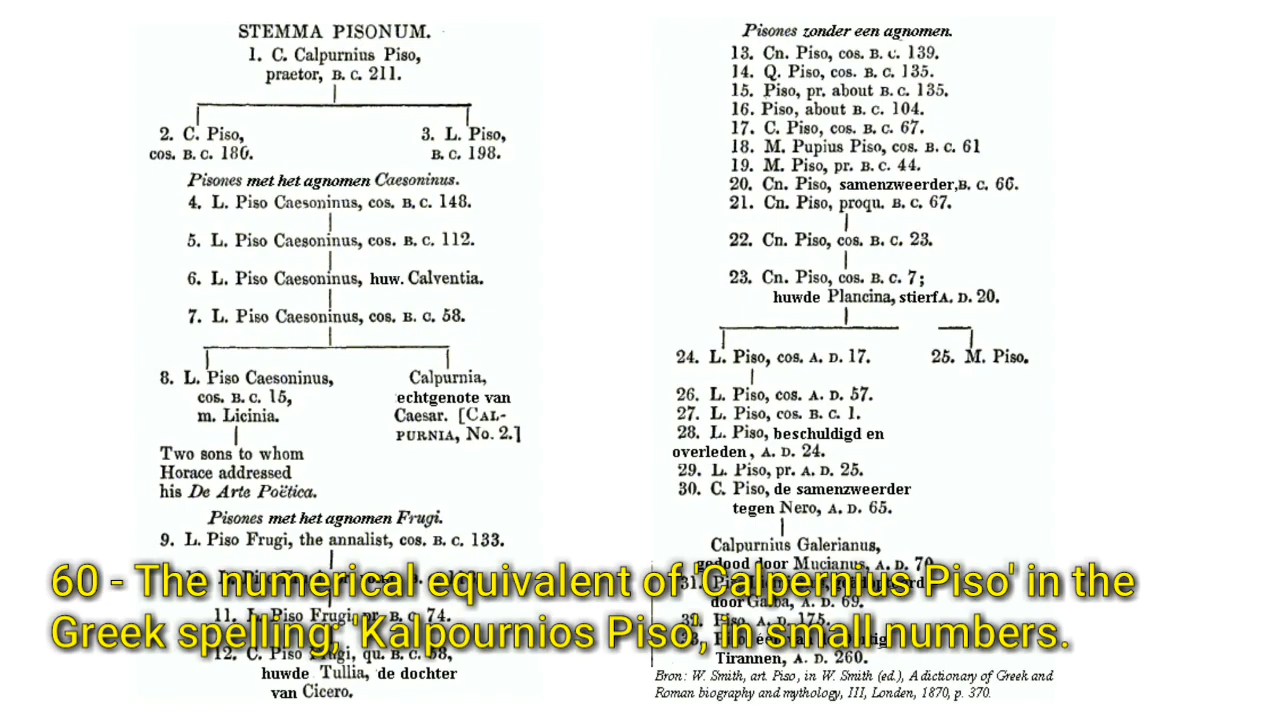 STEMMA PISONUM.
1. C. Calpurnius Piso,
praetor, B. C. 211.
2. C. Piso,
cos. B. C. 180.
3. L. Piso,
B. C. 198.
Pisones met het agnomen Caesoninus.
4. L. Piso Caesoninus, cos. B. C. 148.
5. L. Piso Caesoninus, cos. B. C. 112.
6. L. Piso Caesoninus, huw. Calventia.
7. L. Piso Caesoninus, cos. B. C. 58.
8. L. Piso Caesoninus,
cos. B. C. 15,
m. Licinia.
Calpurnia,
echtgenote van
Caesar. [CAL-
PURNIA, No. 2.]
Two sons to whom
Horace addressed
his De Arte Poëtica.
Pisones met het agnomen Frugi.
9. L. Piso Frugi, the annalist, cos. B. C. 133.
11. L. Piso Frugi, pr. B. C. 74.
12. C. Piso Frugi, qu. B. C. 58,
huwde Tullia, de dochter
van Cicero.
Pisones zonder een agnomen.
13. Cn. Piso, cos. B. C. 139.
14. Q. Piso, cos. B. C. 135.
15. Piso, pr. about B. C. 135.
16. Piso, about B. C. 104.
17. C. Piso, cos. B. C. 67.
18. M. Pupius Piso, cos. B. C. 61
19. M. Piso, pr. B. C. 44.
20. Cn. Piso, samenzweerder,B. C. 66.
21. Cn. Piso, proqu. B. C. 67.
22. Cn. Piso, cos. B. C. 23.
23. Cn. Piso, cos. B. C. 7;
huwde Plancina, stierfA. D. 20.
24. L. Piso, cos. A. D. 17.
25. M. Piso.
26. L. Piso, cos. A. D. 57.
27. L. Piso, cos. B. C. 1.
28. L. Piso, beschuldigd en
overleden, A. D. 24.
29. L. Piso, pr. A. D. 25.
30. C. Piso, de samenzweerder
tegen Nero, A. D. 65.
Calpurnius Galerianus,
gedood door Mucianus, A. D. 70
31.
door Galba, A. D. 69.
Piso, A. D. 175.
Tirannen, A. D. 260.
Bron: W. Smith, art. Piso, in W. Smith (ed.), A dictionary of Greek and
Roman biography and mythology, III, Londen, 1870, p. 370.
60 - The numerical equivalent of 'Calpernius Piso' in the
Greek spelling; 'Kalpournios Piso', in small numbers.